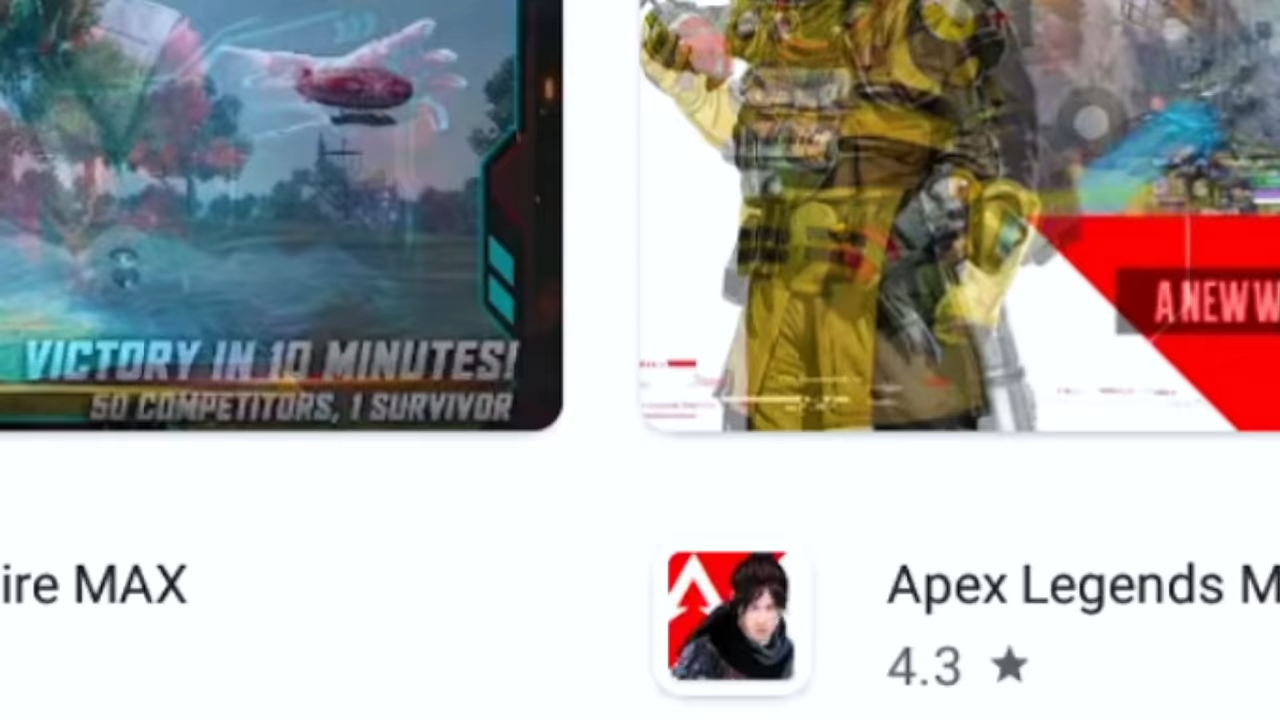 VICTORY IN 10 MINUTES!
50 COMPETITORS, 1 SURVIVOR
A NEW W
ire MAX
Apex Legends M
4.3 ★